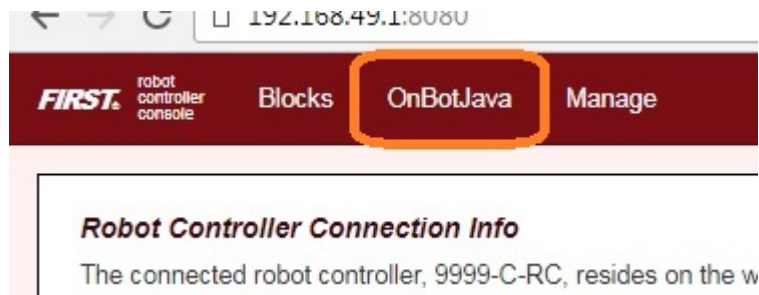 192.168.49.1:8080
FIRST. robot controller console Blocks OnBotJava Manage
Robot Controller Connection Info
The connected robot controller, 9999-C-RC, resides on the w